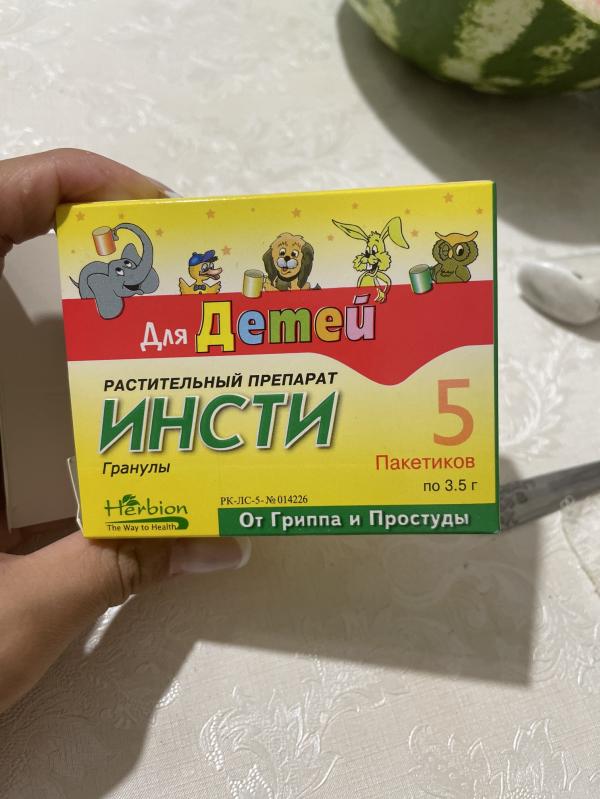 Для Детей
РАСТИТЕЛЬНЫЙ ПРЕПАРАТ
ИНСТИ
Гранулы
5
Пакетиков
по 3.5 г
Herbion
The Way to Health
РК-ЛС-5-№014226
От Гриппа и Простуды